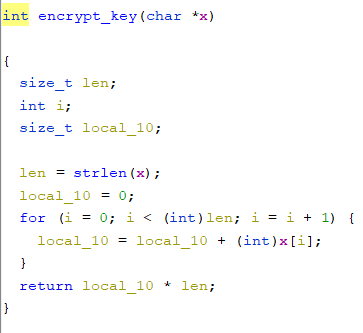 int encrypt_key(char *x)
{
size_t len;
int i;
size_t local_10;
len = strlen(x);
local_10 = 0;
for (i = 0; i < (int)len; i = i + 1) {
local_10 = local_10 + (int)x[i];
}
return local_10 * len;
}